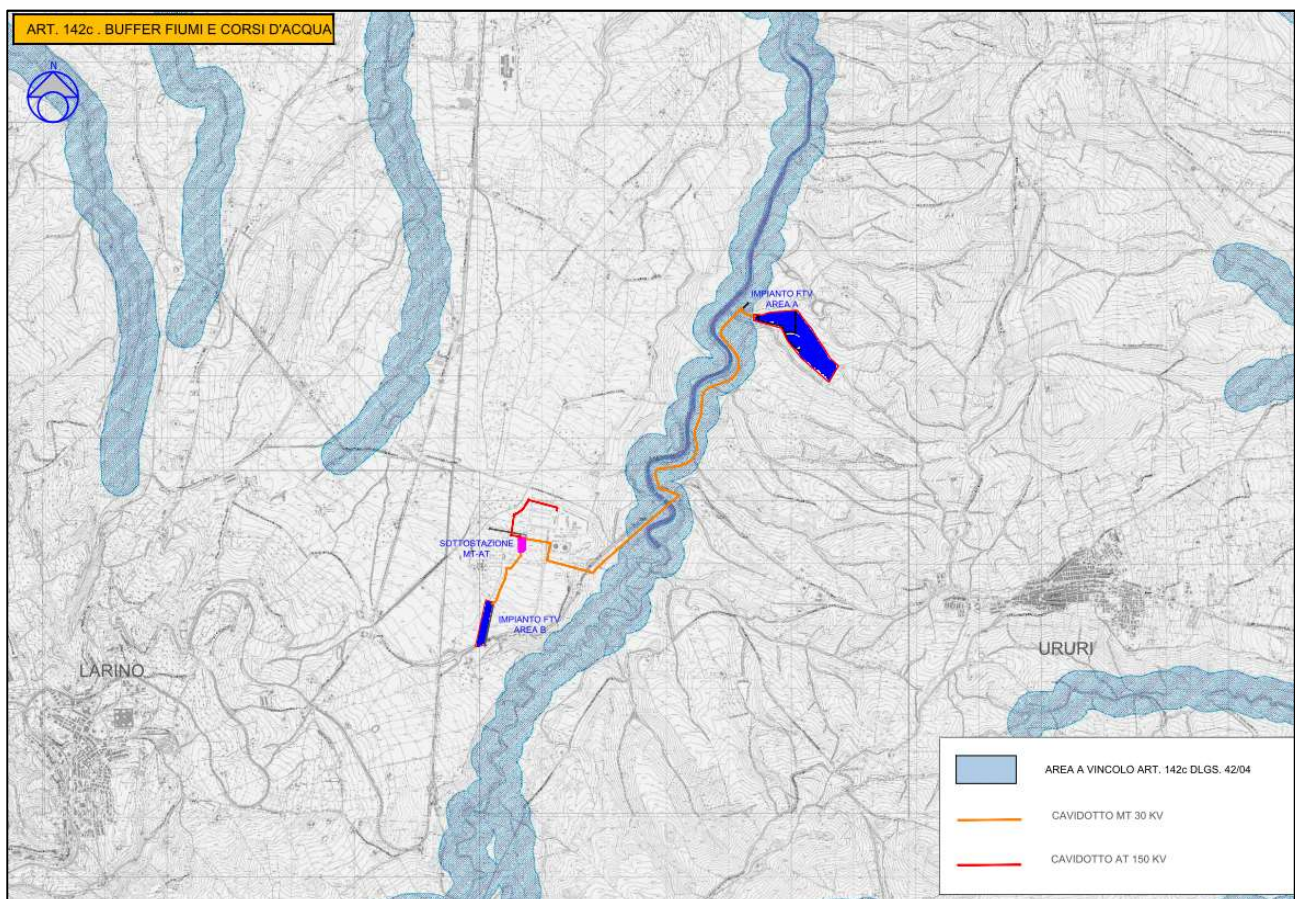 ART. 142c . BUFFER FIUMI E CORSI D'ACQUA
N
IMPIANTO FTV
AREA A
SOTTOSTAZIONE
MT-AT
IMPIANTO FTV
AREA B
LARINO
URURI
AREA A VINCOLO ART. 142c DLGS. 42/04
CAVIDOTTO MT 30 KV
CAVIDOTTO AT 150 KV